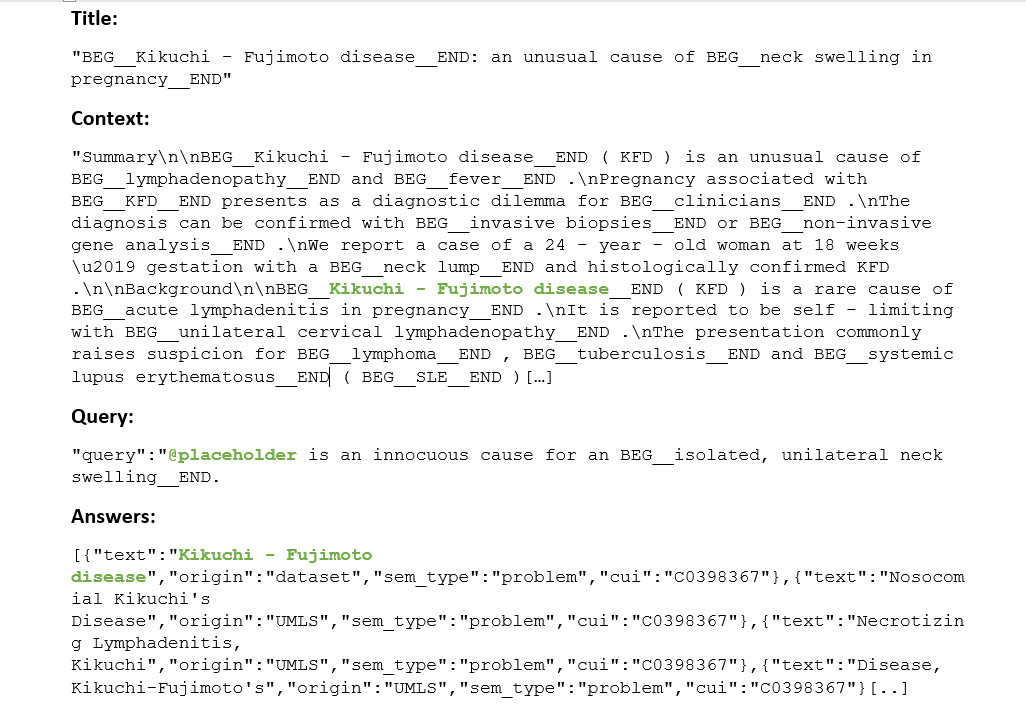 Title:
"BEG__Kikuchi – Fujimoto disease__END: an unusual cause of BEG__neck swelling in
pregnancy__END"
Context:
"Summary\n\nBEG__Kikuchi – Fujimoto disease__END ( KFD ) is an unusual cause of
BEG__lymphadenopathy__END and BEG__fever__END .\nPregnancy associated with
BEG__KFD__END presents as a diagnostic dilemma for BEG__clinicians__END .\nThe
diagnosis can be confirmed with BEG__invasive biopsies__END or BEG__non-invasive
gene analysis__END .\nWe report a case of a 24 – year – old woman at 18 weeks
\u2019 gestation with a BEG__neck lump__END and histologically confirmed KFD
.\n\nBackground\n\nBEG__Kikuchi – Fujimoto disease__END ( KFD ) is a rare cause of
BEG__acute lymphadenitis in pregnancy__END .\nIt is reported to be self – limiting
with BEG__unilateral cervical lymphadenopathy__END .\nThe presentation commonly
raises suspicion for BEG__lymphoma__END , BEG__tuberculosis__END and BEG__systemic
lupus erythematosus__END ( BEG__SLE__END )[…]
Query:
"query":"@placeholder is an innocuous cause for an BEG__isolated, unilateral neck
swelling__END.
Answers:
[{"text":"Kikuchi – Fujimoto
disease","origin":"dataset","sem_type":"problem","cui":"C0398367"},{"text":"Nosocom
ial Kikuchi's
Disease","origin":"UMLS","sem_type":"problem","cui":"C0398367"},{"text":"Necrotizin
g Lymphadenitis,
Kikuchi","origin":"UMLS","sem_type":"problem","cui":"C0398367"},{"text":"Disease,
Kikuchi-Fujimoto's","origin":"UMLS","sem_type":"problem","cui":"C0398367"}[..]